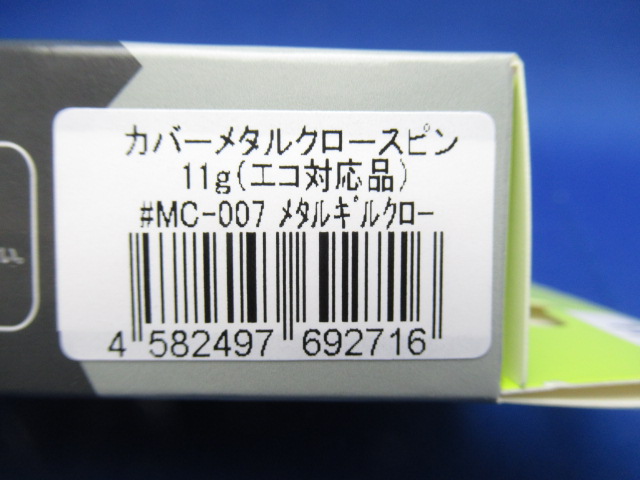 カバーメタルクロースピン
11g(エコ対応品)
#MC-007 ﾒﾀﾙｷﾞﾙｸﾛｰ
4 582497 692716